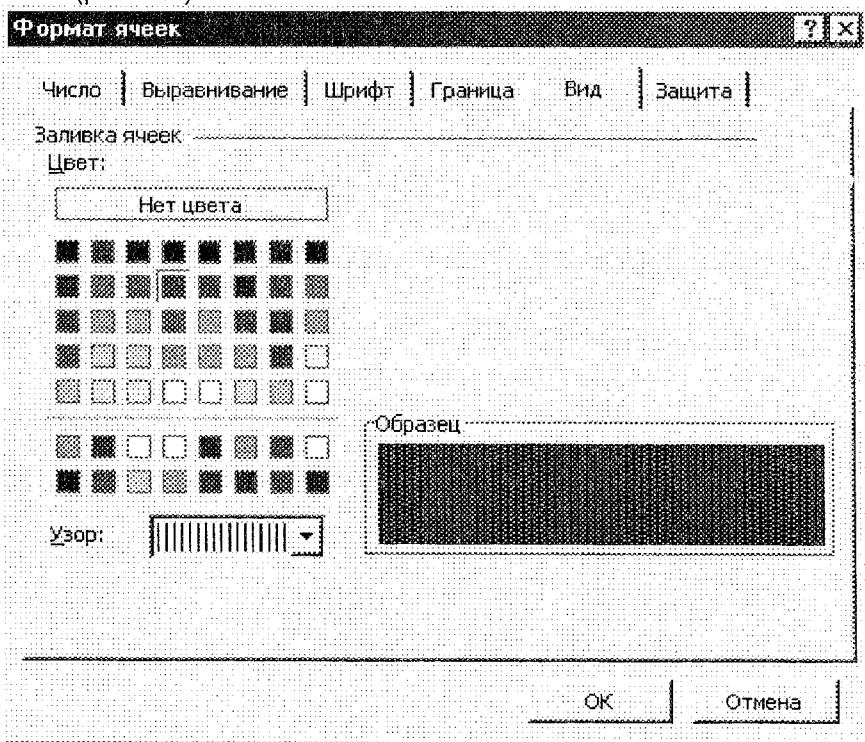 Формат ячеек
Число Выравнивание Шрифт Граница Вид Защита
Заливка ячеек
Цвет:
Нет цвета
Образец
Узор:
ОК Отмена